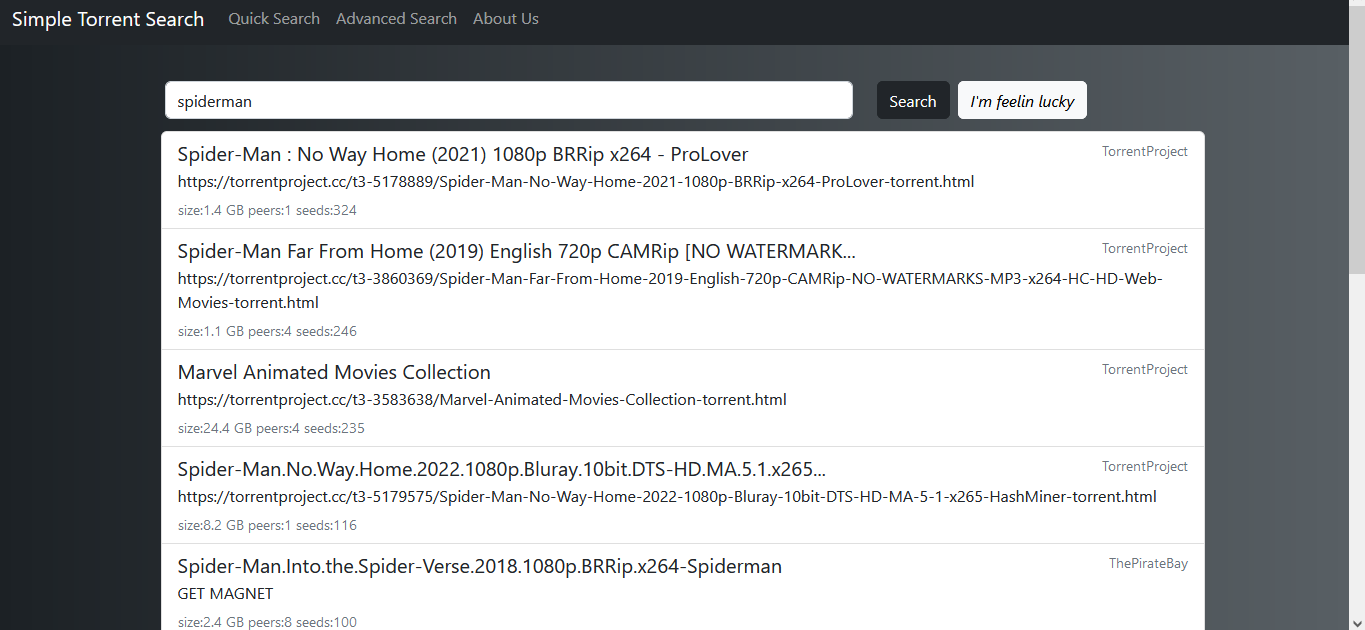 Simple Torrent Search Quick Search Advanced Search About Us
spiderman Search I'm feelin lucky
Spider-Man : No Way Home (2021) 1080p BRRip x264 - ProLover TorrentProject
https://torrentproject.cc/t3-5178889/Spider-Man-No-Way-Home-2021-1080p-BRRip-x264-ProLover-torrent.html
size:1.4 GB peers:1 seeds:324
Spider-Man Far From Home (2019) English 720p CAMRip [NO WATERMARK... TorrentProject
https://torrentproject.cc/t3-3860369/Spider-Man-Far-From-Home-2019-English-720p-CAMRip-NO-WATERMARKS-MP3-x264-HC-HD-Web-
Movies-torrent.html
size:1.1 GB peers:4 seeds:246
Marvel Animated Movies Collection TorrentProject
https://torrentproject.cc/t3-3583638/Marvel-Animated-Movies-Collection-torrent.html
size:24.4 GB peers:4 seeds:235
Spider-Man.No.Way.Home.2022.1080p.Bluray.10bit.DTS-HD.MA.5.1.x265... TorrentProject
https://torrentproject.cc/t3-5179575/Spider-Man-No-Way-Home-2022-1080p-Bluray-10bit-DTS-HD-MA-5-1-x265-HashMiner-torrent.html
size:8.2 GB peers:1 seeds:116
Spider-Man.Into.the.Spider-Verse.2018.1080p.BRRip.x264-Spiderman ThePirateBay
GET MAGNET
size:2.4 GB peers:8 seeds:100